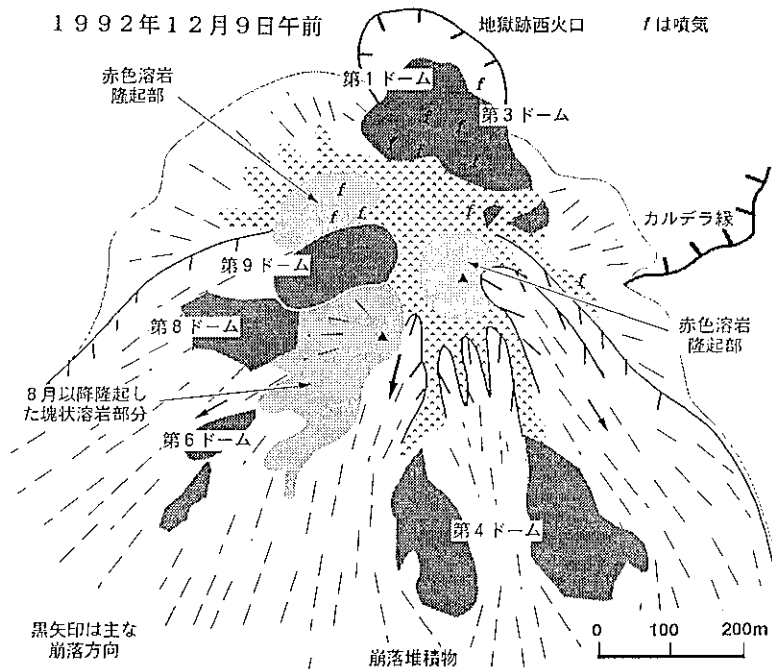 1992年12月9日午前
地獄跡西火口
fは噴気
赤色溶岩
隆起部
第1ドーム
f
第3ドーム
f
f
f
f
f
f
f
f
f
f
カルデラ縁
第9ドーム
f
f
第8ドーム
赤色溶岩
隆起部
8月以降隆起し
た塊状溶岩部分
第6ドーム
第4ドーム
黒矢印は主な
崩落方向
崩落堆積物
0 100 200m